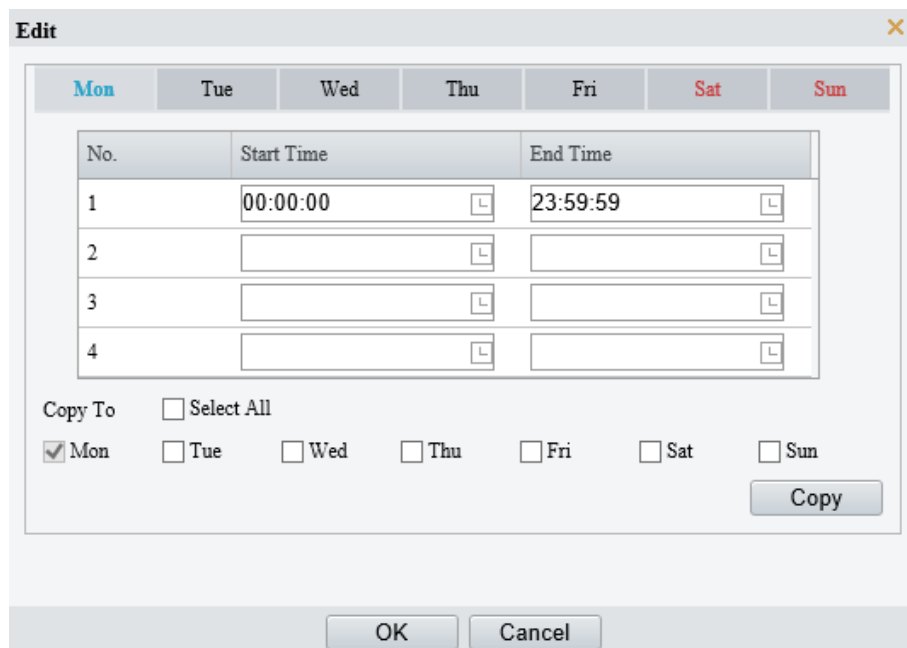 Edit
Mon Tue Wed Thu Fri Sat Sun
No. Start Time End Time
1 00:00:00 23:59:59
2
3
4
Copy To Select All
Mon Tue Wed Thu Fri Sat Sun
Copy
OK Cancel